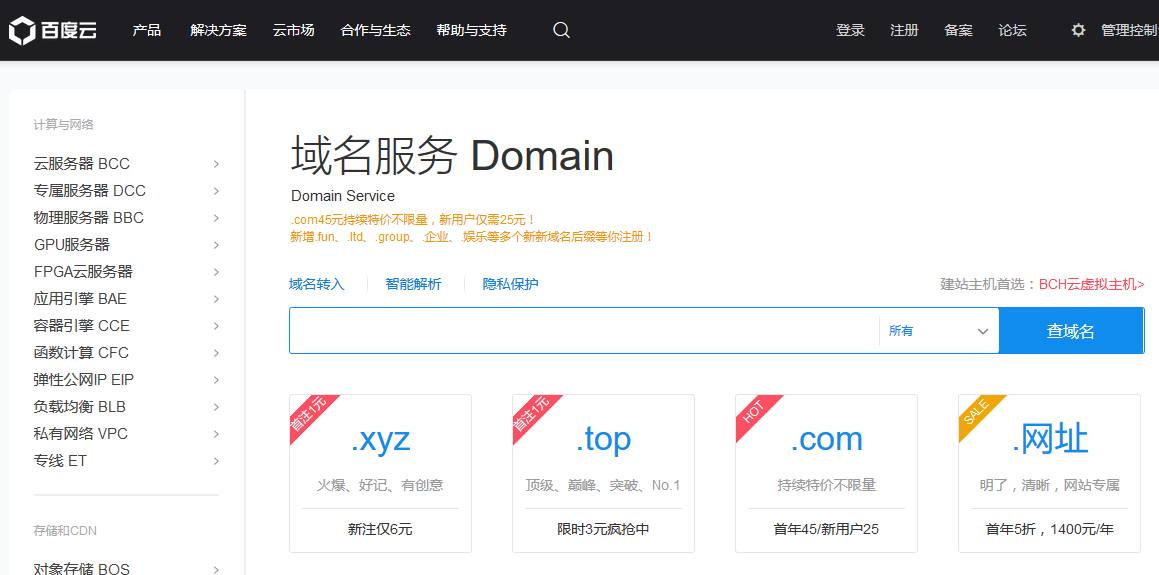 百度云 产品 解决方案 云市场 合作与生态 帮助与支持 登录 注册 备案 论坛 管理控制
计算与网络
云服务器 BCC
专属服务器 DCC
物理服务器 BBC
GPU服务器
FPGA云服务器
应用引擎 BAE
容器引擎 CCE
函数计算 CFC
弹性公网IP EIP
负载均衡 BLB
私有网络 VPC
专线 ET
存储和CDN
对象存储 BOS
域名服务 Domain
Domain Service
.com45元持续特价不限量，新用户仅需25元！
新增.fun、.ltd、.group、.企业、.娱乐等多个新新域名后缀等你注册！
域名转入 智能解析 隐私保护 建站主机首选：BCH云虚拟主机>
所有 查域名
首注1元
.xyz
火爆、好记、有创意
新注仅6元
首注1元
.top
顶级、巅峰、突破、No.1
限时3元疯抢中
HOT
.com
持续特价不限量
首年45/新用户25
SALE
.网址
明了，清晰，网站专属
首年5折，1400元/年